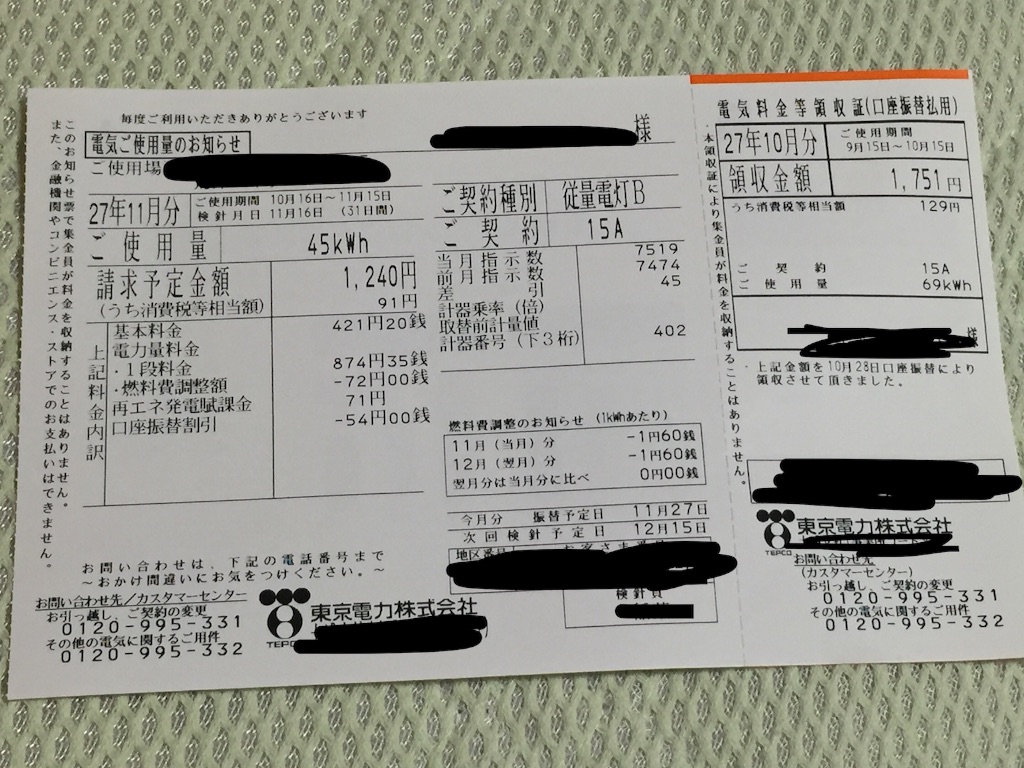 毎度ご利用いただきありがとうございます
電気ご使用量のお知らせ
様
ご使用場
27年11月分
ご使用期間 10月16日～11月15日
検針月日 11月16日 (31日間)
ご使用量 45kWh
請求予定金額 1,240円
(うち消費税等相当額) 91円
上記料金内訳
基本料金 421円20銭
電力量料金
・1段料金 874円35銭
・燃料費調整額 -72円00銭
再エネ発電賦課金 71円
口座振替割引 -54円00銭
このお知らせ票で集金員が料金を収納することはありません。
また、金融機関やコンビニエンス・ストアでのお支払いはできません。
ご契約種別 従量電灯B
ご契約 15A
当月指示数 7519
前月指示数 7474
差引 45
計器乗率(倍)
取替前計量値
計器番号(下3桁) 402
燃料費調整のお知らせ (1kWhあたり)
11月(当月)分 -1円60銭
12月(翌月)分 -1円60銭
翌月分は当月分に比べ 0円00銭
今月分 振替予定日 11月27日
次回検針予定日 12月15日
地区番号
お客さま番号
検針員
お問い合わせは、下記の電話番号まで
～おかけ間違いにお気をつけください。～
お問い合わせ先/カスタマーセンター
お引っ越し、ご契約の変更
0120-995-331
その他の電気に関するご用件
0120-995-332
TEPCO
東京電力株式会社
電気料金等領収証(口座振替払用)
27年10月分
ご使用期間
9月15日～10月15日
領収金額 1,751円
うち消費税等相当額 129円
ご契約 15A
ご使用量 69kWh
様
上記金額を10月28日口座振替により
領収させて頂きました。
本領収証により集金員が料金を収納することはありません。
TEPCO
東京電力株式会社
お問い合わせ先
(カスタマーセンター)
お引っ越し、ご契約の変更
0120-995-331
その他の電気に関するご用件
0120-995-332